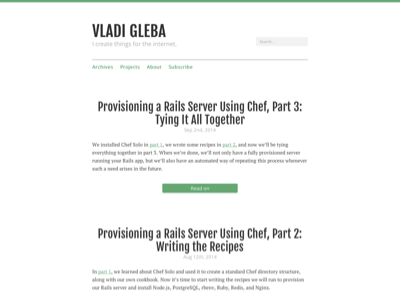 VLADI GLEBA
I create things for the internet.
Search...
Archives Projects About Subscribe
Provisioning a Rails Server Using Chef, Part 3:
Tying It All Together
Sep 2nd, 2014
We installed Chef Solo in part 1, we wrote some recipes in part 2, and now we'll be tying
everything together in part 3. When we're done, we'll not only have a fully provisioned server
running your Rails app, but we'll also have an automated way of repeating this process whenever
such a need arises in the future.
Read on
Provisioning a Rails Server Using Chef, Part 2:
Writing the Recipes
Aug 12th, 2014
In part 1, we learned about Chef Solo and used it to create a standard Chef directory structure,
along with our own cookbook. Now it's time to start writing the recipes we will run to provision
our Rails server and install Node.js, PostgreSQL, rbenv, Ruby, Redis, and Nginx.